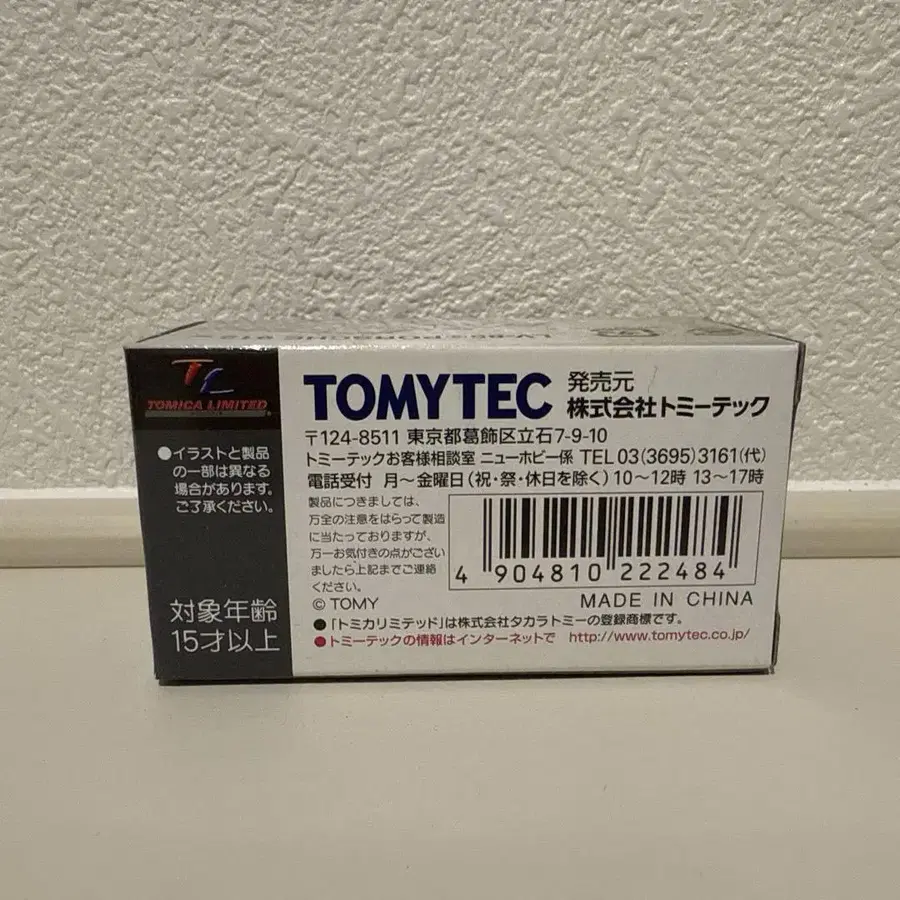 TOMICA LIMITED
●イラストと製品
の一部は異なる
場合があります。
ご了承ください。
対象年齢
15才以上
TOMYTEC 発売元
株式会社トミーテック
〒124-8511 東京都葛飾区立石7-9-10
トミーテックお客様相談室 ニューホビー係 TEL 03(3695)3161(代)
電話受付 月〜金曜日(祝・祭・休日を除く)10〜12時 13〜17時
製品につきましては、
万全の注意をはらって製造
に当たっておりますが、
万一お気付きの点がござい
ましたら上記までご連絡
ください。
© TOMY
4 904810 222484
MADE IN CHINA
●「トミカリミテッド」は株式会社タカラトミーの登録商標です。
●トミーテックの情報はインターネットで http://www.tomytec.co.jp/